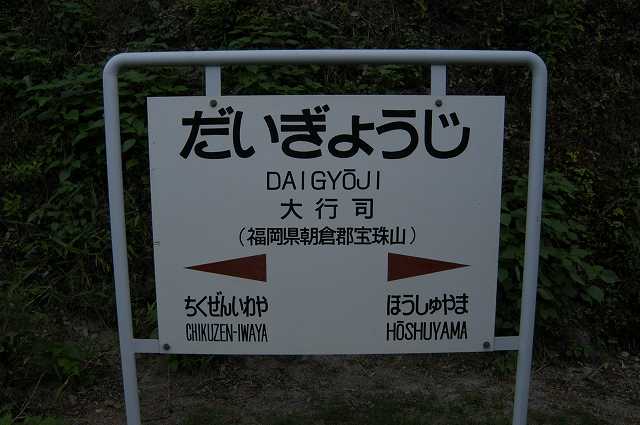 だいぎょうじ
DAIGYŌJI
大行司
(福岡県朝倉郡宝珠山)
ちくぜんいわや ほうしゅやま
CHIKUZEN-IWAYA HŌSHUYAMA